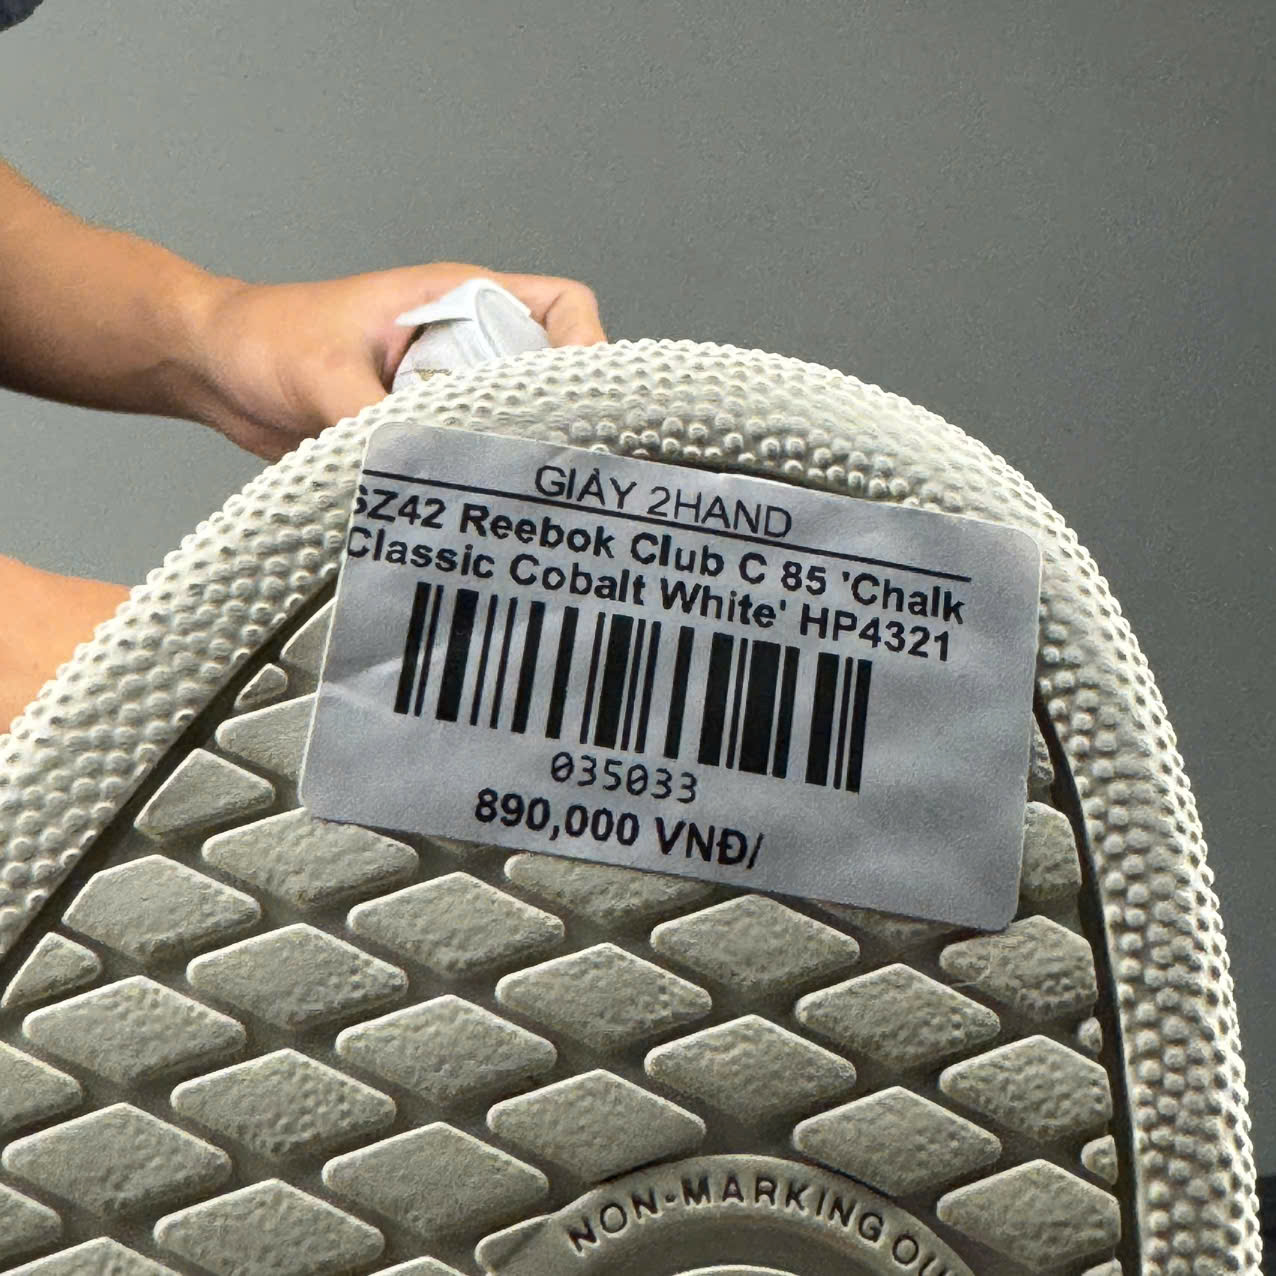 GIÀY 2HAND
SZ42 Reebok Club C 85 'Chalk
Classic Cobalt White' HP4321
035033
890,000 VNĐ/
NON-MARKING